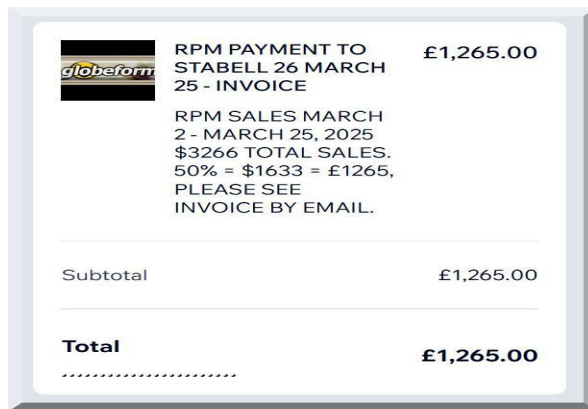 globeform
RPM PAYMENT TO
STABELL 26 MARCH
25 - INVOICE
£1,265.00
RPM SALES MARCH
2 - MARCH 25, 2025
$3266 TOTAL SALES.
50% = $1633 = £1265,
PLEASE SEE
INVOICE BY EMAIL.
Subtotal £1,265.00
Total £1,265.00